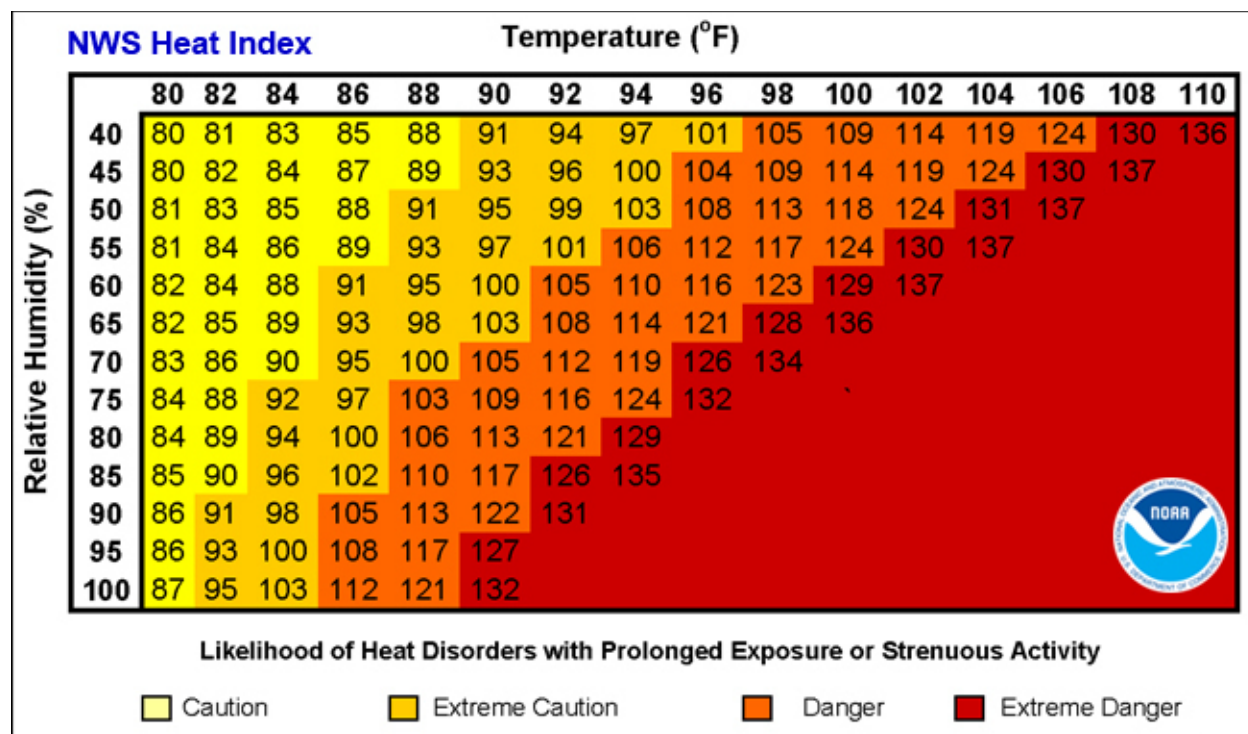 NWS Heat Index Temperature (°F)
80 82 84 86 88 90 92 94 96 98 100 102 104 106 108 110
Relative Humidity (%)
40 80 81 83 85 88 91 94 97 101 105 109 114 119 124 130 136
45 80 82 84 87 89 93 96 100 104 109 114 119 124 130 137
50 81 83 85 88 91 95 99 103 108 113 118 124 131 137
55 81 84 86 89 93 97 101 106 112 117 124 130 137
60 82 84 88 91 95 100 105 110 116 123 129 137
65 82 85 89 93 98 103 108 114 121 128 136
70 83 86 90 95 100 105 112 119 126 134
75 84 88 92 97 103 109 116 124 132
80 84 89 94 100 106 113 121 129
85 85 90 96 102 110 117 126 135
90 86 91 98 105 113 122 131
95 86 93 100 108 117 127
100 87 95 103 112 121 132
NATIONAL OCEANIC AND ATMOSPHERIC ADMINISTRATION
NOAA
U.S. DEPARTMENT OF COMMERCE
Likelihood of Heat Disorders with Prolonged Exposure or Strenuous Activity
Caution Extreme Caution Danger Extreme Danger